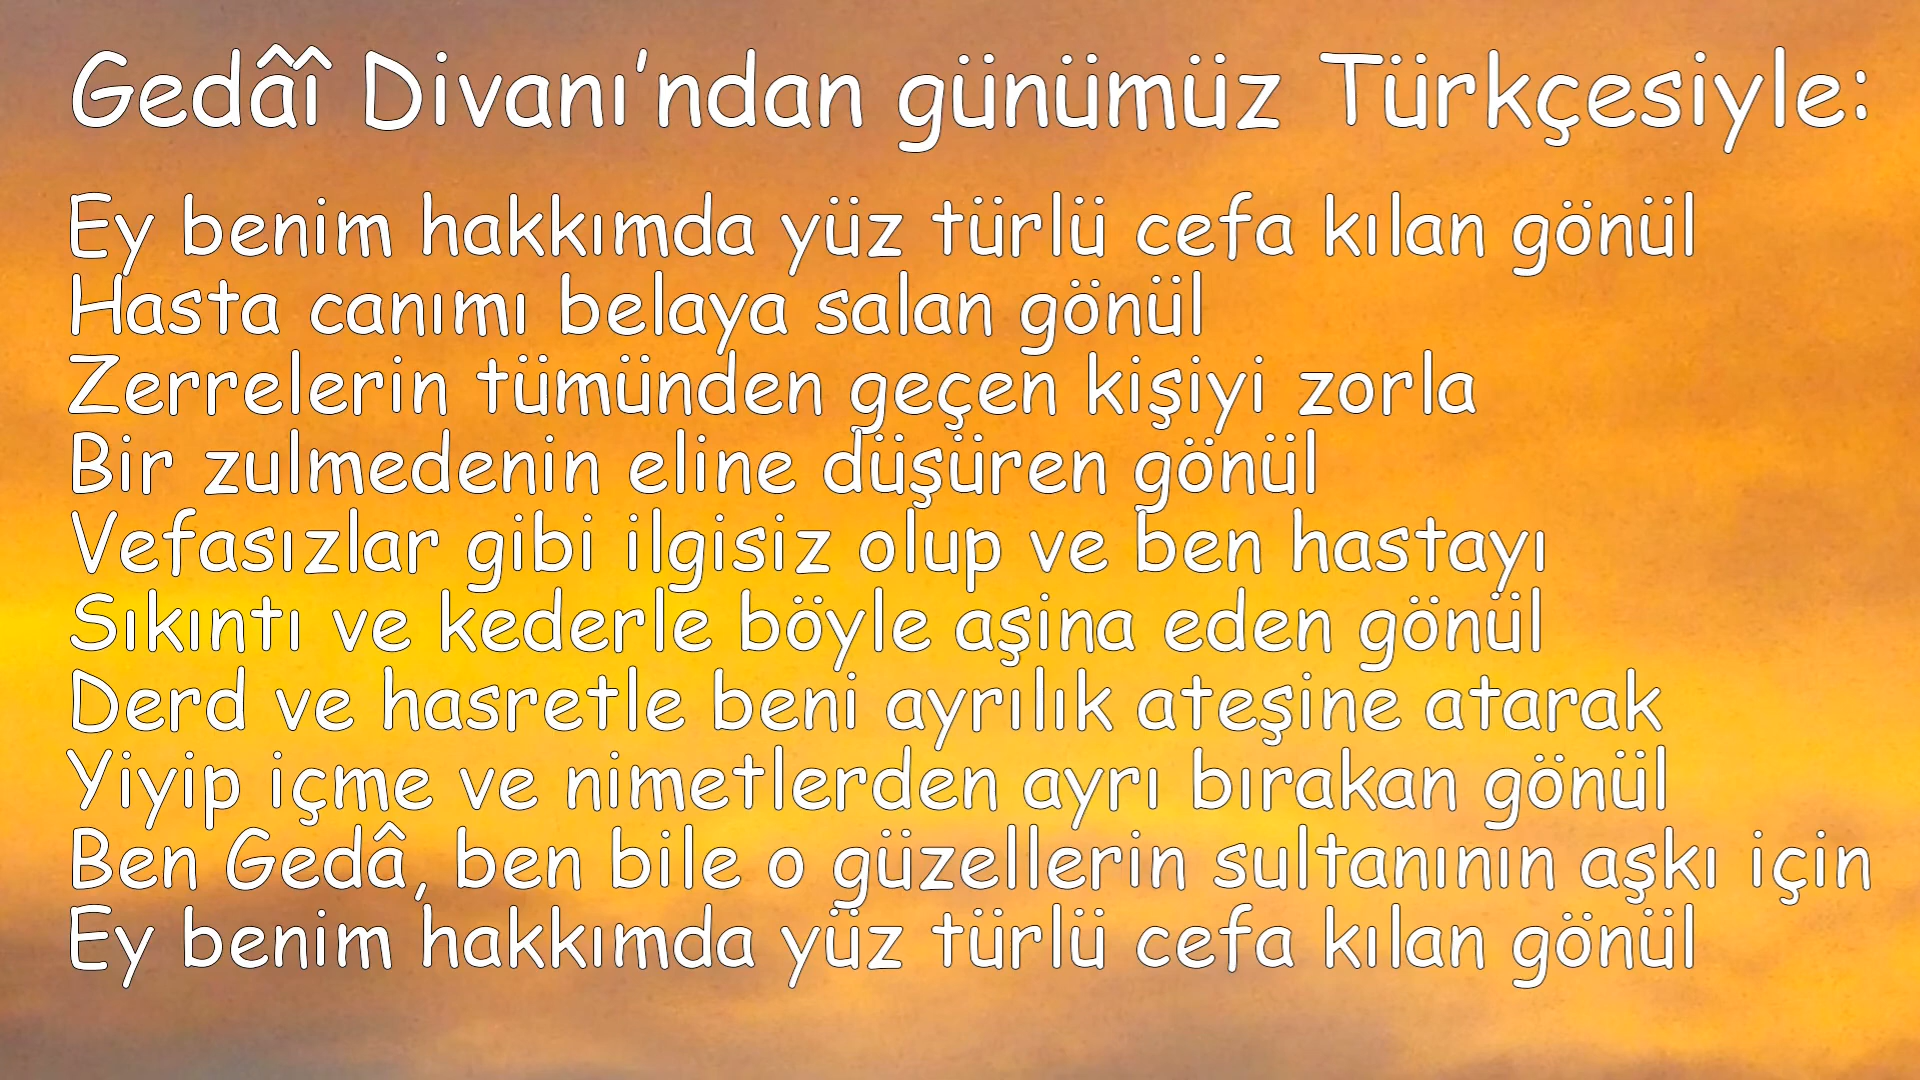 Gedâî Divanı’ndan günümüz Türkçesiyle:
Ey benim hakkımda yüz türlü cefa kılan gönül
Hasta canımı belaya salan gönül
Zerrelerin tümünden geçen kişiyi zorla
Bir zulmedenin eline düşüren gönül
Vefasızlar gibi ilgisiz olup ve ben hastayı
Sıkıntı ve kederle böyle aşina eden gönül
Derd ve hasretle beni ayrılık ateşine atarak
Yiyip içme ve nimetlerden ayrı bırakan gönül
Ben Gedâ, ben bile o güzellerin sultanının aşkı için
Ey benim hakkımda yüz türlü cefa kılan gönül